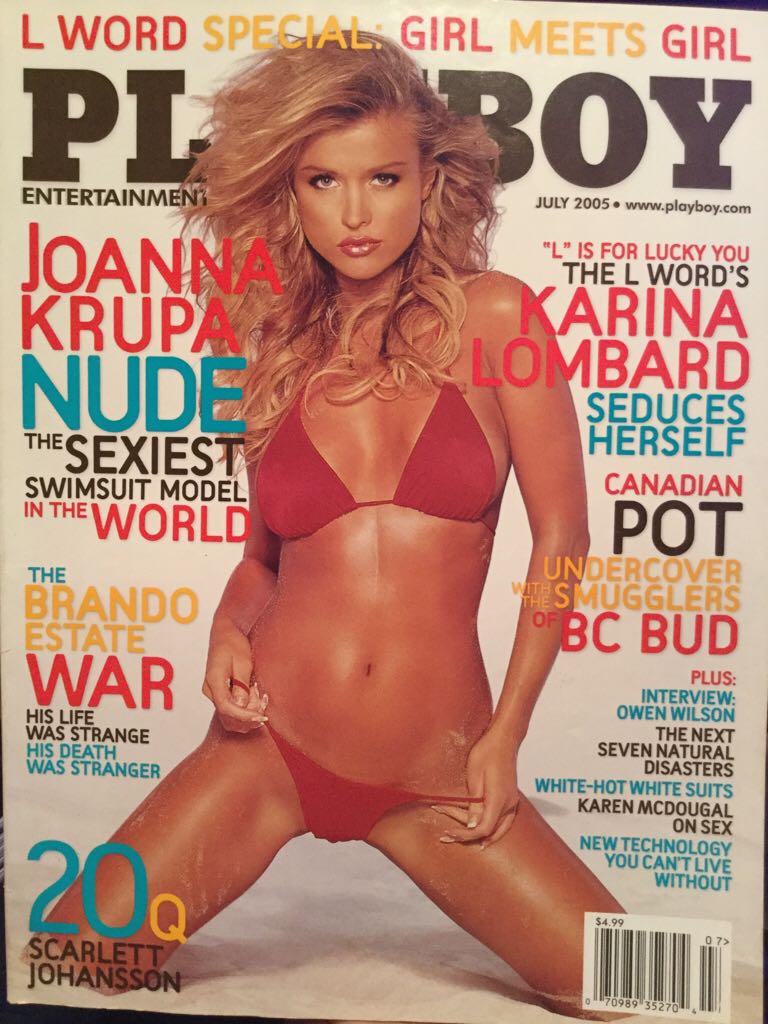 L WORD SPECIAL: GIRL MEETS GIRL
PL BOY
ENTERTAINMENT
JULY 2005 • www.playboy.com
JOANNA
KRUPA
NUDE
THE SEXIEST
SWIMSUIT MODEL
IN THE WORLD
THE
BRANDO
ESTATE
WAR
HIS LIFE
WAS STRANGE
HIS DEATH
WAS STRANGER
20Q
SCARLETT
JOHANSSON
"L" IS FOR LUCKY YOU
THE L WORD'S
KARINA
LOMBARD
SEDUCES
HERSELF
CANADIAN
POT
UNDERCOVER
WITH THE SMUGGLERS
OF BC BUD
PLUS:
INTERVIEW:
OWEN WILSON
THE NEXT
SEVEN NATURAL
DISASTERS
WHITE-HOT WHITE SUITS
KAREN MCDOUGAL
ON SEX
NEW TECHNOLOGY
YOU CAN'T LIVE
WITHOUT
$4.99
07>
0 70989 35270 4